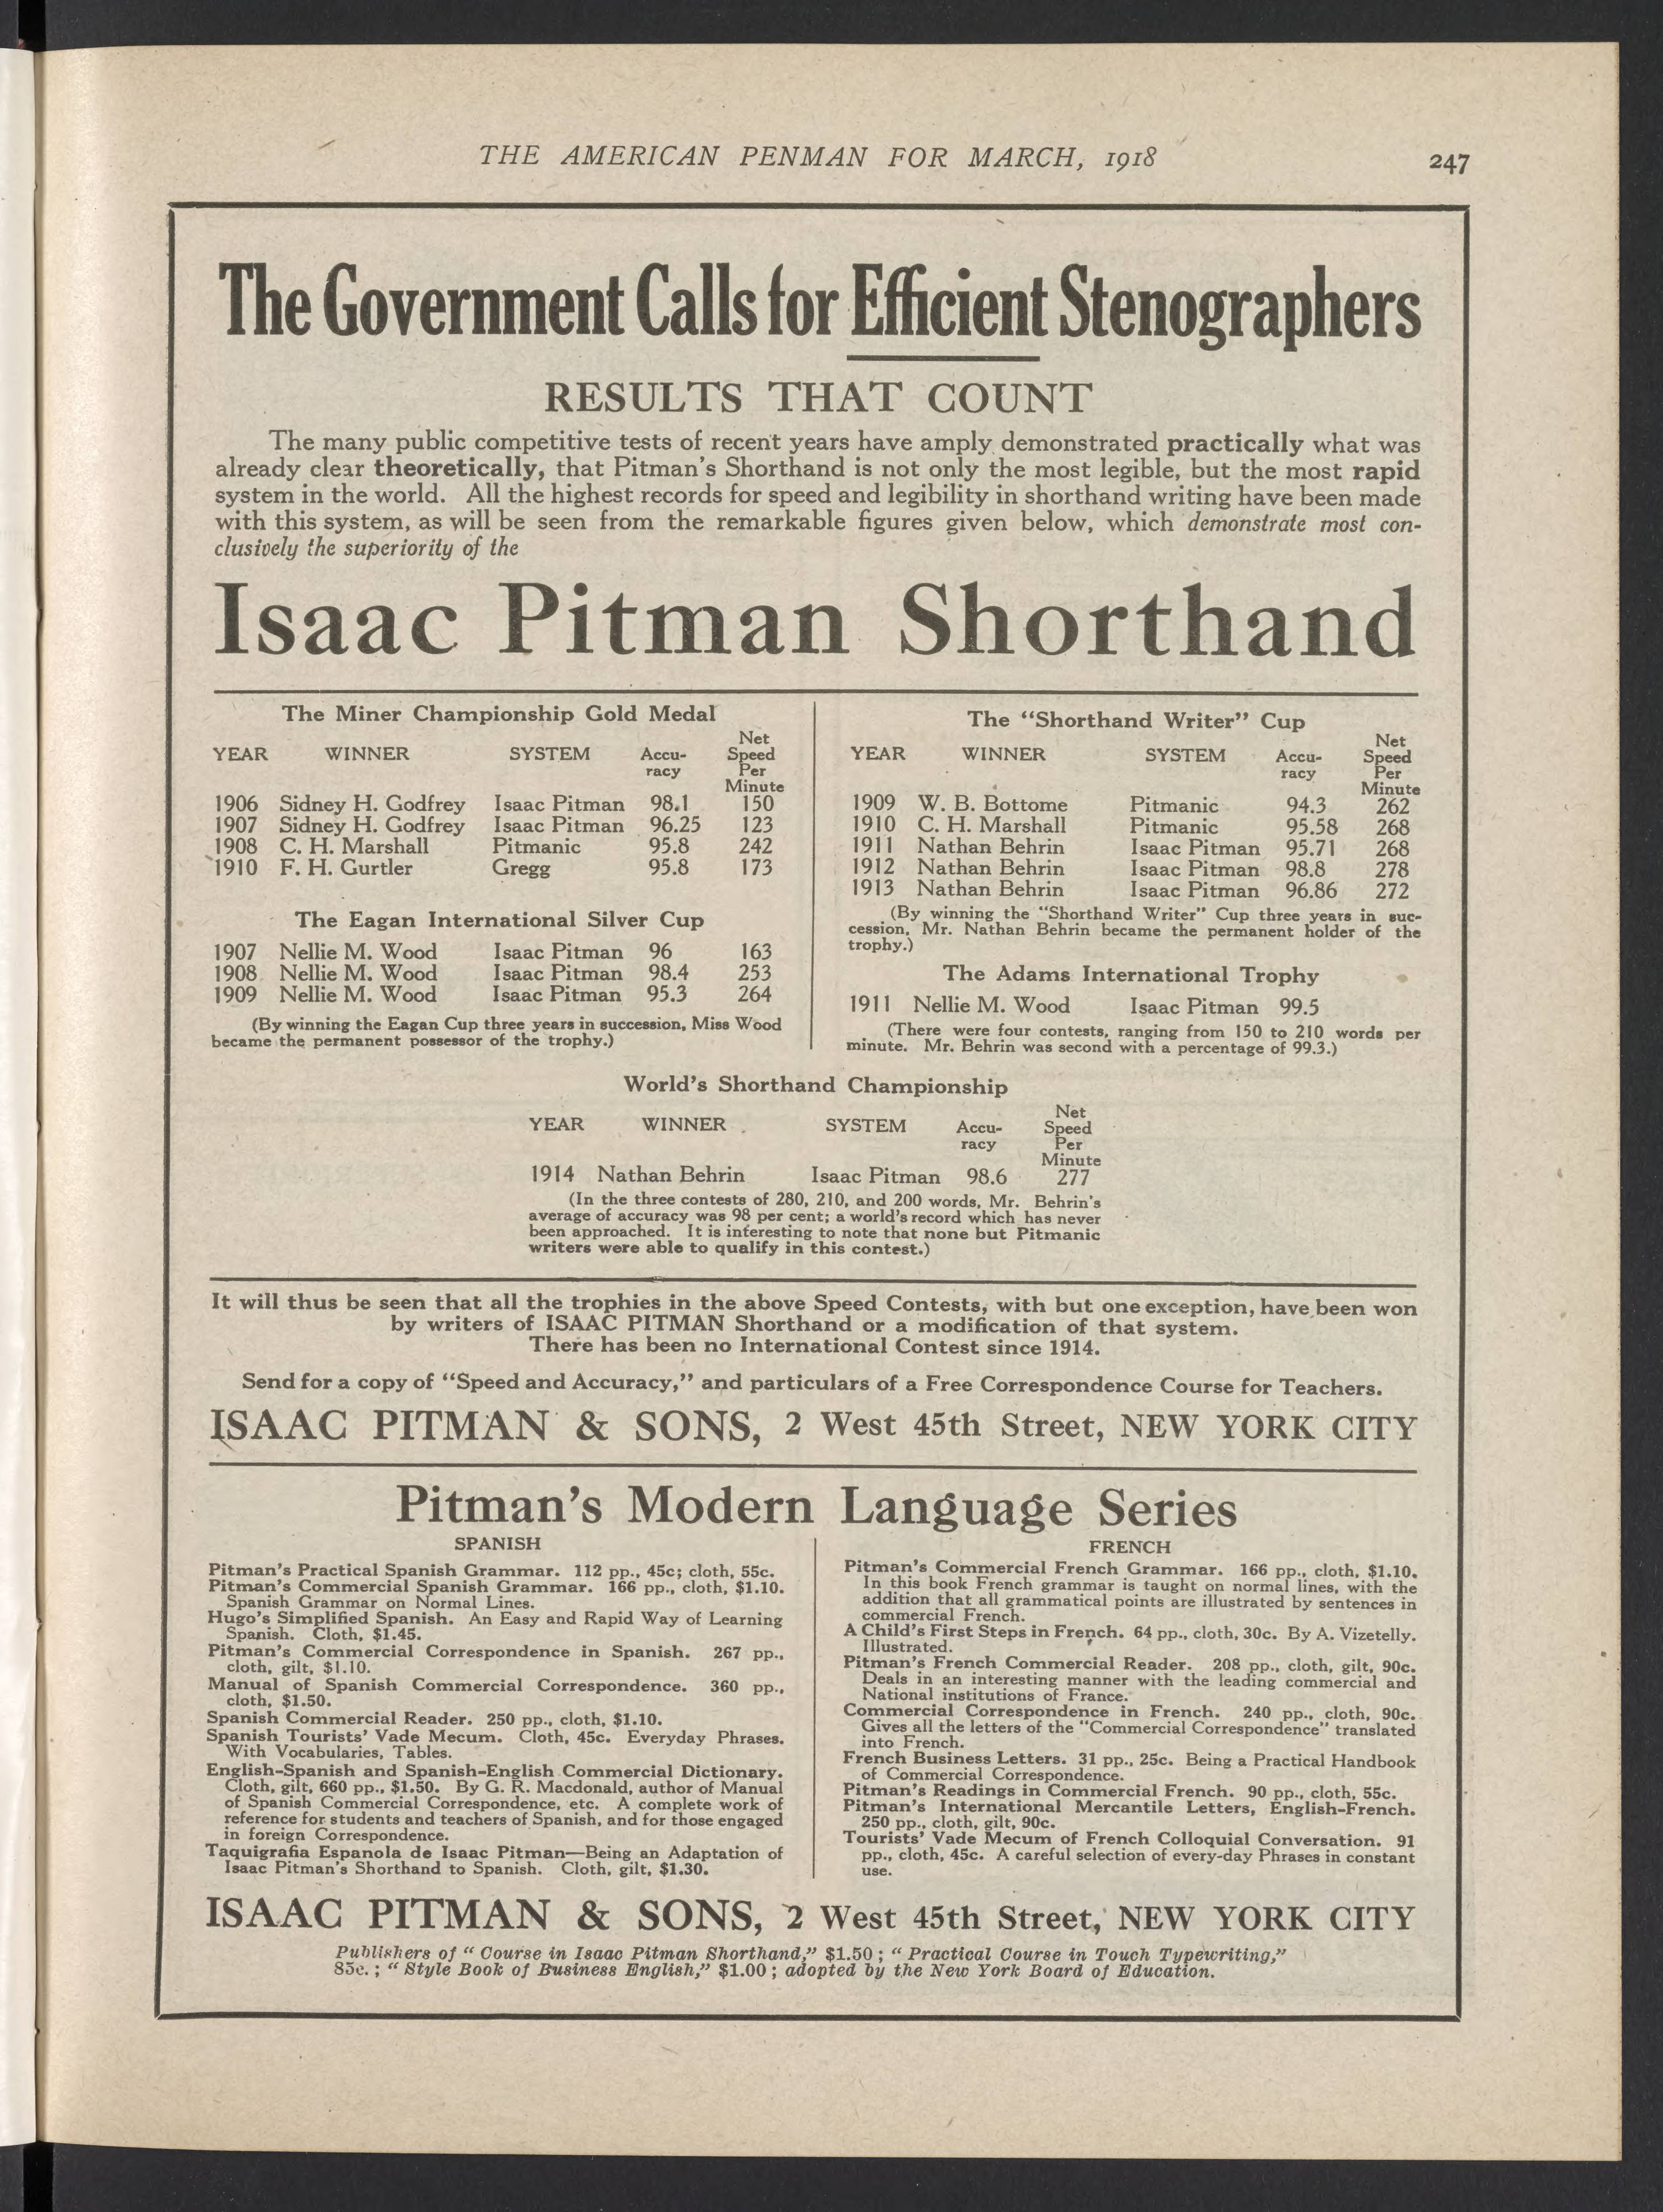 THE AMERICAN PENMAN FOR MARCH, 1918
247
The Government Calls for Efficient Stenographers
RESULTS THAT COUNT
The many public competitive tests of recent years have amply demonstrated practically what was
already clear theoretically, that Pitman's Shorthand is not only the most legible, but the most rapid
system in the world. All the highest records for speed and legibility in shorthand writing have been made
with this system, as will be seen from the remarkable figures given below, which demonstrate most con-
clusively the superiority of the
Isaac Pitman Shorthand
The Miner Championship Gold Medal
YEAR WINNER SYSTEM Accu-racy Net Speed Per Minute
1906 Sidney H. Godfrey Isaac Pitman 98.1 150
1907 Sidney H. Godfrey Isaac Pitman 96.25 123
1908 C. H. Marshall Pitmanic 95.8 242
1910 F. H. Gurtler Gregg 95.8 173
The Eagan International Silver Cup
1907 Nellie M. Wood Isaac Pitman 96 163
1908 Nellie M. Wood Isaac Pitman 98.4 253
1909 Nellie M. Wood Isaac Pitman 95.3 264
(By winning the Eagan Cup three years in succession, Miss Wood
became the permanent possessor of the trophy.)
The "Shorthand Writer" Cup
YEAR WINNER SYSTEM Accu-racy Net Speed Per Minute
1909 W. B. Bottome Pitmanic 94.3 262
1910 C. H. Marshall Pitmanic 95.58 268
1911 Nathan Behrin Isaac Pitman 95.71 268
1912 Nathan Behrin Isaac Pitman 98.8 278
1913 Nathan Behrin Isaac Pitman 96.86 272
(By winning the "Shorthand Writer" Cup three years in suc-
cession, Mr. Nathan Behrin became the permanent holder of the
trophy.)
The Adams International Trophy
1911 Nellie M. Wood Isaac Pitman 99.5
(There were four contests, ranging from 150 to 210 words per
minute. Mr. Behrin was second with a percentage of 99.3.)
World's Shorthand Championship
YEAR WINNER SYSTEM Accu-racy Net Speed Per Minute
1914 Nathan Behrin Isaac Pitman 98.6 277
(In the three contests of 280, 210, and 200 words, Mr. Behrin's
average of accuracy was 98 per cent; a world's record which has never
been approached. It is interesting to note that none but Pitmanic
writers were able to qualify in this contest.)
It will thus be seen that all the trophies in the above Speed Contests, with but one exception, have been won
by writers of ISAAC PITMAN Shorthand or a modification of that system.
There has been no International Contest since 1914.
Send for a copy of "Speed and Accuracy," and particulars of a Free Correspondence Course for Teachers.
ISAAC PITMAN & SONS, 2 West 45th Street, NEW YORK CITY
Pitman's Modern Language Series
SPANISH
Pitman's Practical Spanish Grammar. 112 pp., 45c; cloth, 55c.
Pitman's Commercial Spanish Grammar. 166 pp., cloth, $1.10.
Spanish Grammar on Normal Lines.
Hugo's Simplified Spanish. An Easy and Rapid Way of Learning
Spanish. Cloth, $1.45.
Pitman's Commercial Correspondence in Spanish. 267 pp.,
cloth, gilt, $1.10.
Manual of Spanish Commercial Correspondence. 360 pp.,
cloth, $1.50.
Spanish Commercial Reader. 250 pp., cloth, $1.10.
Spanish Tourists' Vade Mecum. Cloth, 45c. Everyday Phrases.
With Vocabularies, Tables.
English-Spanish and Spanish-English Commercial Dictionary.
Cloth, gilt, 660 pp., $1.50. By G. R. Macdonald, author of Manual
of Spanish Commercial Correspondence, etc. A complete work of
reference for students and teachers of Spanish, and for those engaged
in foreign Correspondence.
Taquigrafia Espanola de Isaac Pitman—Being an Adaptation of
Isaac Pitman's Shorthand to Spanish. Cloth, gilt, $1.30.
FRENCH
Pitman's Commercial French Grammar. 166 pp., cloth, $1.10.
In this book French grammar is taught on normal lines, with the
addition that all grammatical points are illustrated by sentences in
commercial French.
A Child's First Steps in French. 64 pp., cloth, 30c. By A. Vizetelly.
Illustrated.
Pitman's French Commercial Reader. 208 pp., cloth, gilt, 90c.
Deals in an interesting manner with the leading commercial and
National institutions of France.
Commercial Correspondence in French. 240 pp., cloth, 90c.
Gives all the letters of the "Commercial Correspondence" translated
into French.
French Business Letters. 31 pp., 25c. Being a Practical Handbook
of Commercial Correspondence.
Pitman's Readings in Commercial French. 90 pp., cloth, 55c.
Pitman's International Mercantile Letters, English-French.
250 pp., cloth, gilt, 90c.
Tourists' Vade Mecum of French Colloquial Conversation. 91
pp., cloth, 45c. A careful selection of every-day Phrases in constant
use.
ISAAC PITMAN & SONS, 2 West 45th Street, NEW YORK CITY
Publishers of "Course in Isaac Pitman Shorthand," $1.50; "Practical Course in Touch Typewriting,"
85c.; "Style Book of Business English," $1.00; adopted by the New York Board of Education.